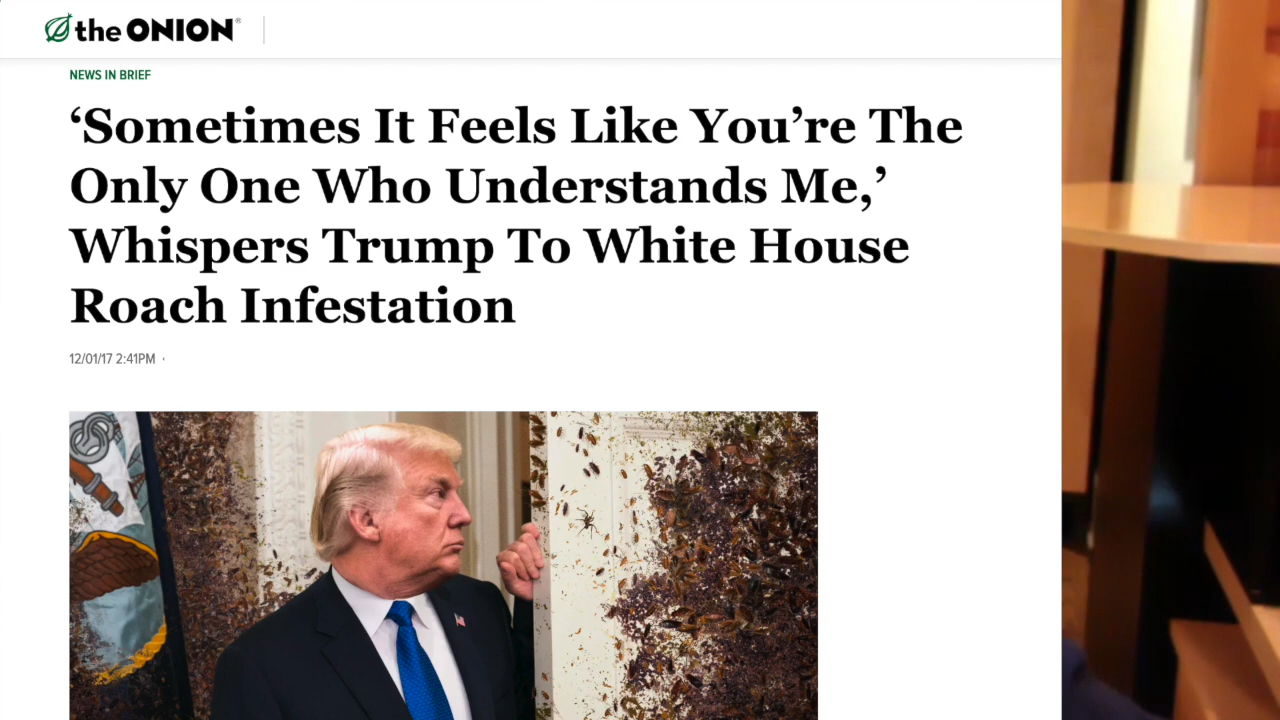 the ONION®
NEWS IN BRIEF
‘Sometimes It Feels Like You’re The
Only One Who Understands Me,’
Whispers Trump To White House
Roach Infestation
12/01/17 2:41PM